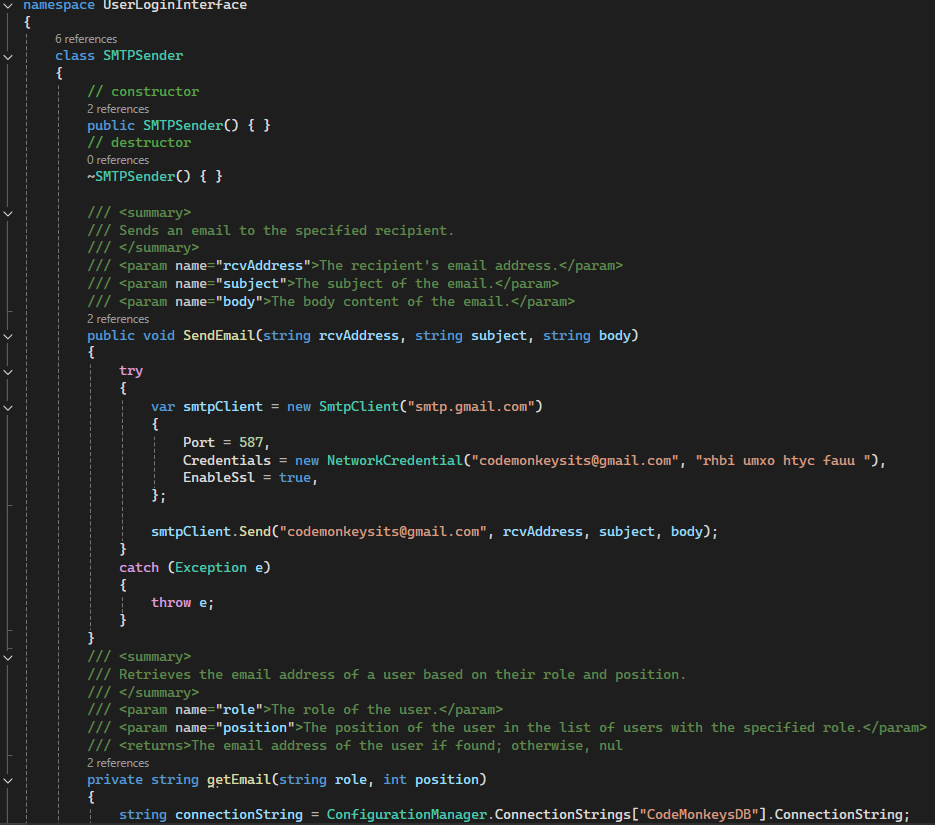 namespace UserLoginInterface
{
6 references
class SMTPSender
{
// constructor
2 references
public SMTPSender() { }
// destructor
0 references
~SMTPSender() { }
/// <summary>
/// Sends an email to the specified recipient.
/// </summary>
/// <param name="rcvAddress">The recipient's email address.</param>
/// <param name="subject">The subject of the email.</param>
/// <param name="body">The body content of the email.</param>
2 references
public void SendEmail(string rcvAddress, string subject, string body)
{
try
{
var smtpClient = new SmtpClient("smtp.gmail.com")
{
Port = 587,
Credentials = new NetworkCredential("codemonkeysits@gmail.com", "rhbi umxo htyc fauu "),
EnableSsl = true,
};
smtpClient.Send("codemonkeysits@gmail.com", rcvAddress, subject, body);
}
catch (Exception e)
{
throw e;
}
}
/// <summary>
/// Retrieves the email address of a user based on their role and position.
/// </summary>
/// <param name="role">The role of the user.</param>
/// <param name="position">The position of the user in the list of users with the specified role.</param>
/// <returns>The email address of the user if found; otherwise, nul
2 references
private string getEmail(string role, int position)
{
string connectionString = ConfigurationManager.ConnectionStrings["CodeMonkeysDB"].ConnectionString;